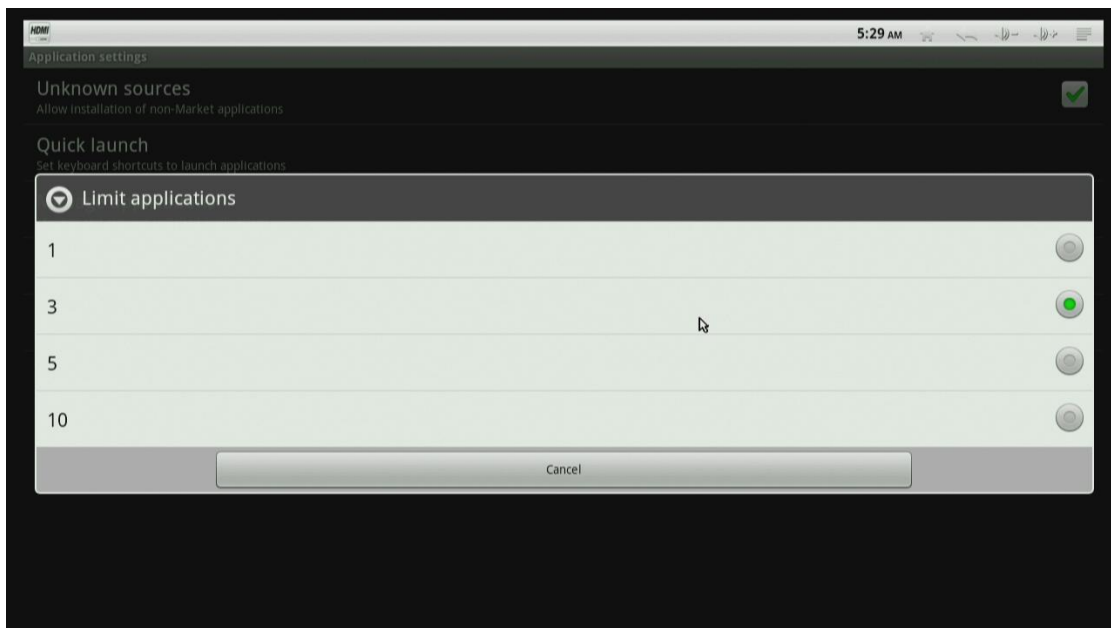 HDMI
5:29 AM
Application settings
Unknown sources
Allow installation of non-Market applications
Quick launch
Set keyboard shortcuts to launch applications
Limit applications
1
3
5
10
Cancel